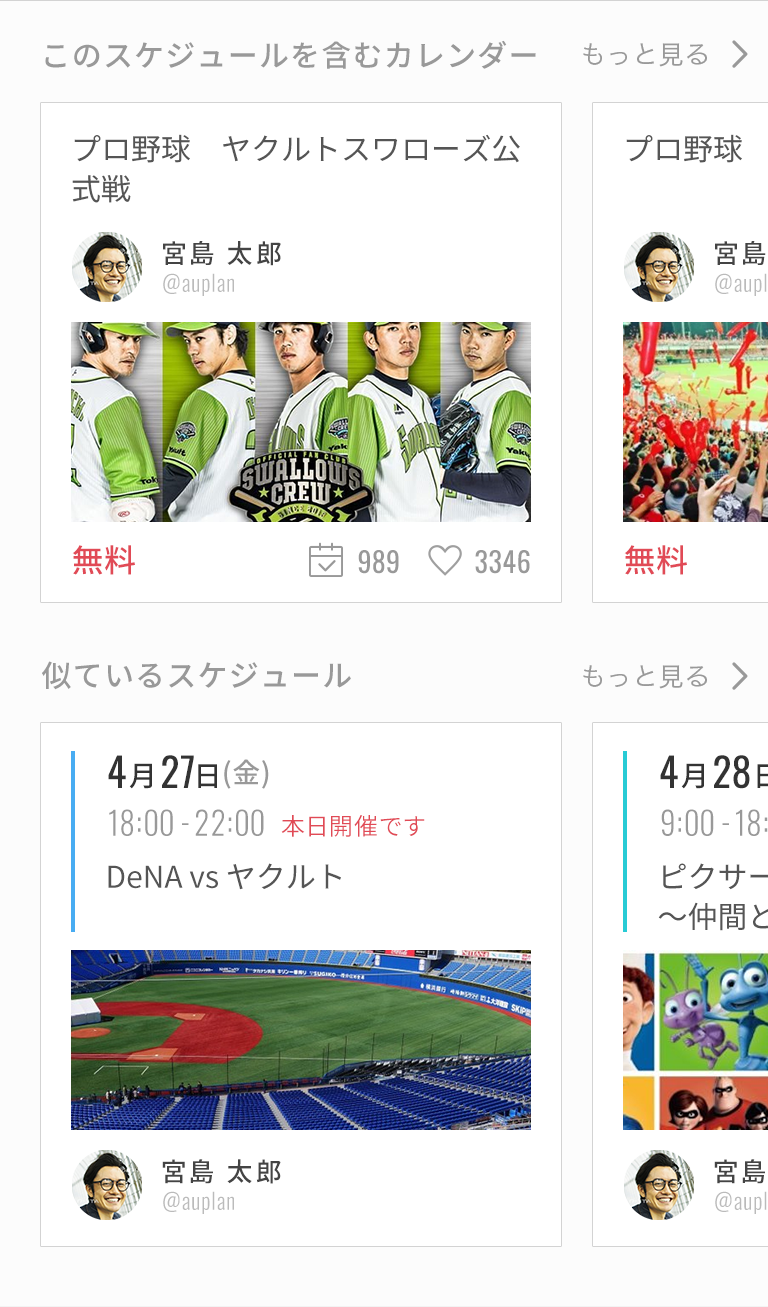 このスケジュールを含むカレンダー
もっと見る
プロ野球　ヤクルトスワローズ公
式戦
宮島 太郎
@auplan
OFFICIAL FAN CLUB
SWALLOWS
CREW
無料
989
3346
プロ野球
宮島
@aupl
無料
似ているスケジュール
もっと見る
4月27日(金)
18:00 - 22:00 本日開催です
DeNA vs ヤクルト
宮島 太郎
@auplan
4月28日
9:00 - 18:
ピクサー
〜仲間と
宮島
@aupl